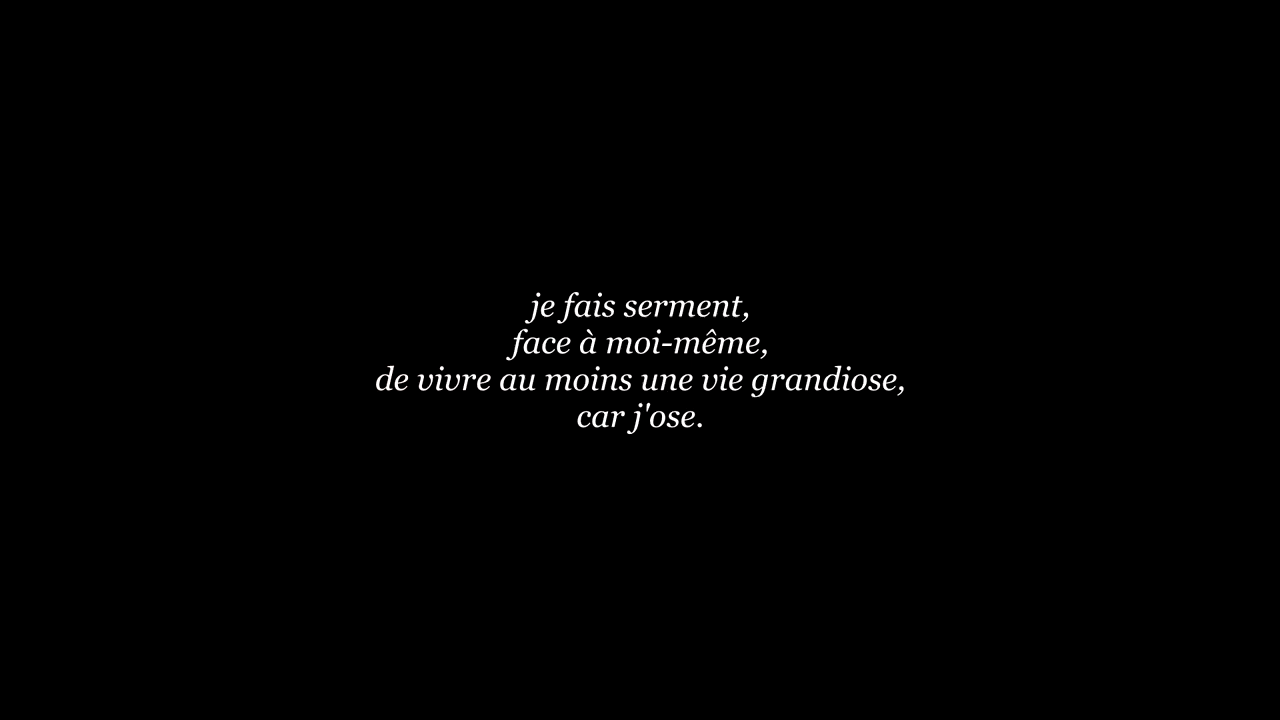 je fais serment,
face à moi-même,
de vivre au moins une vie grandiose,
car j'ose.